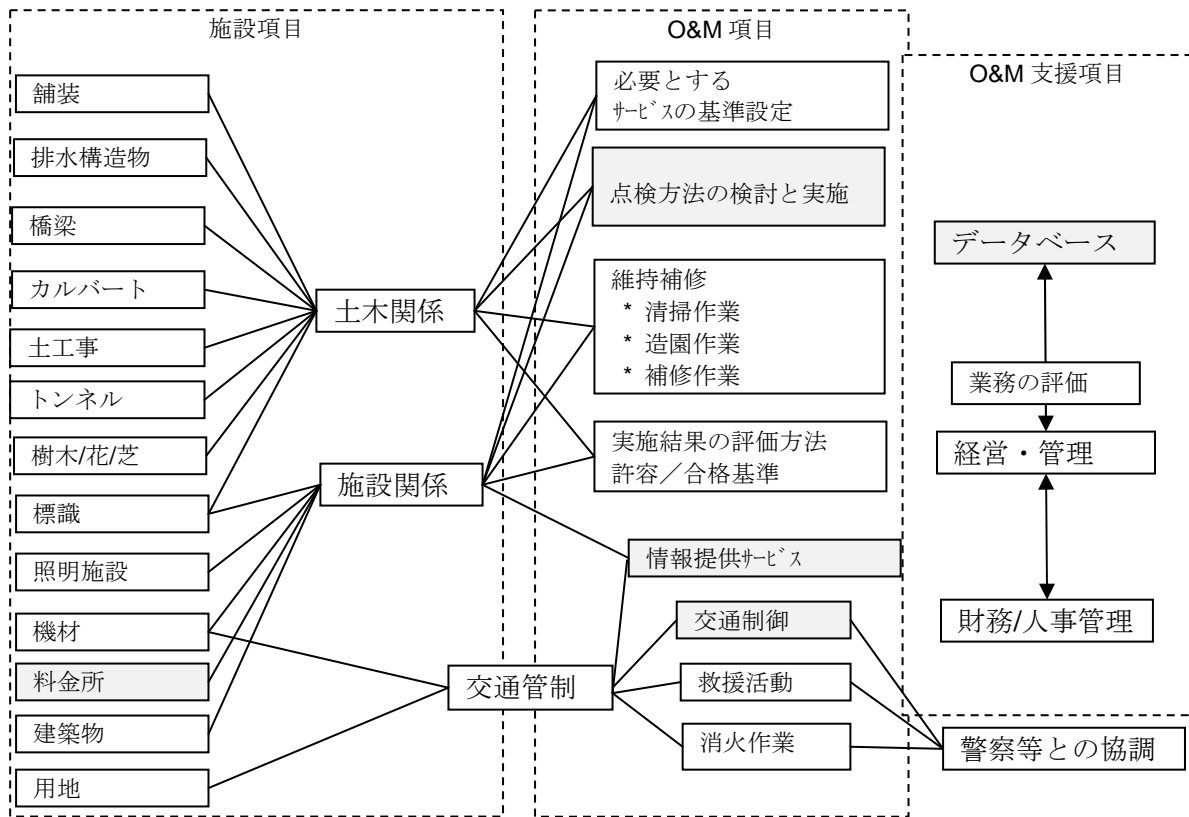 施設項目
舗装
排水構造物
橋梁
カルバート
土工事
トンネル
樹木/花/芝
標識
照明施設
機材
料金所
建築物
用地
土木関係
施設関係
交通管制
O&M 項目
必要とする
ｻｰﾋﾞｽの基準設定
点検方法の検討と実施
維持補修
* 清掃作業
* 造園作業
* 補修作業
実施結果の評価方法
許容／合格基準
情報提供ｻｰﾋﾞｽ
交通制御
救援活動
消火作業
O&M 支援項目
データベース
業務の評価
経営・管理
財務/人事管理
警察等との協調